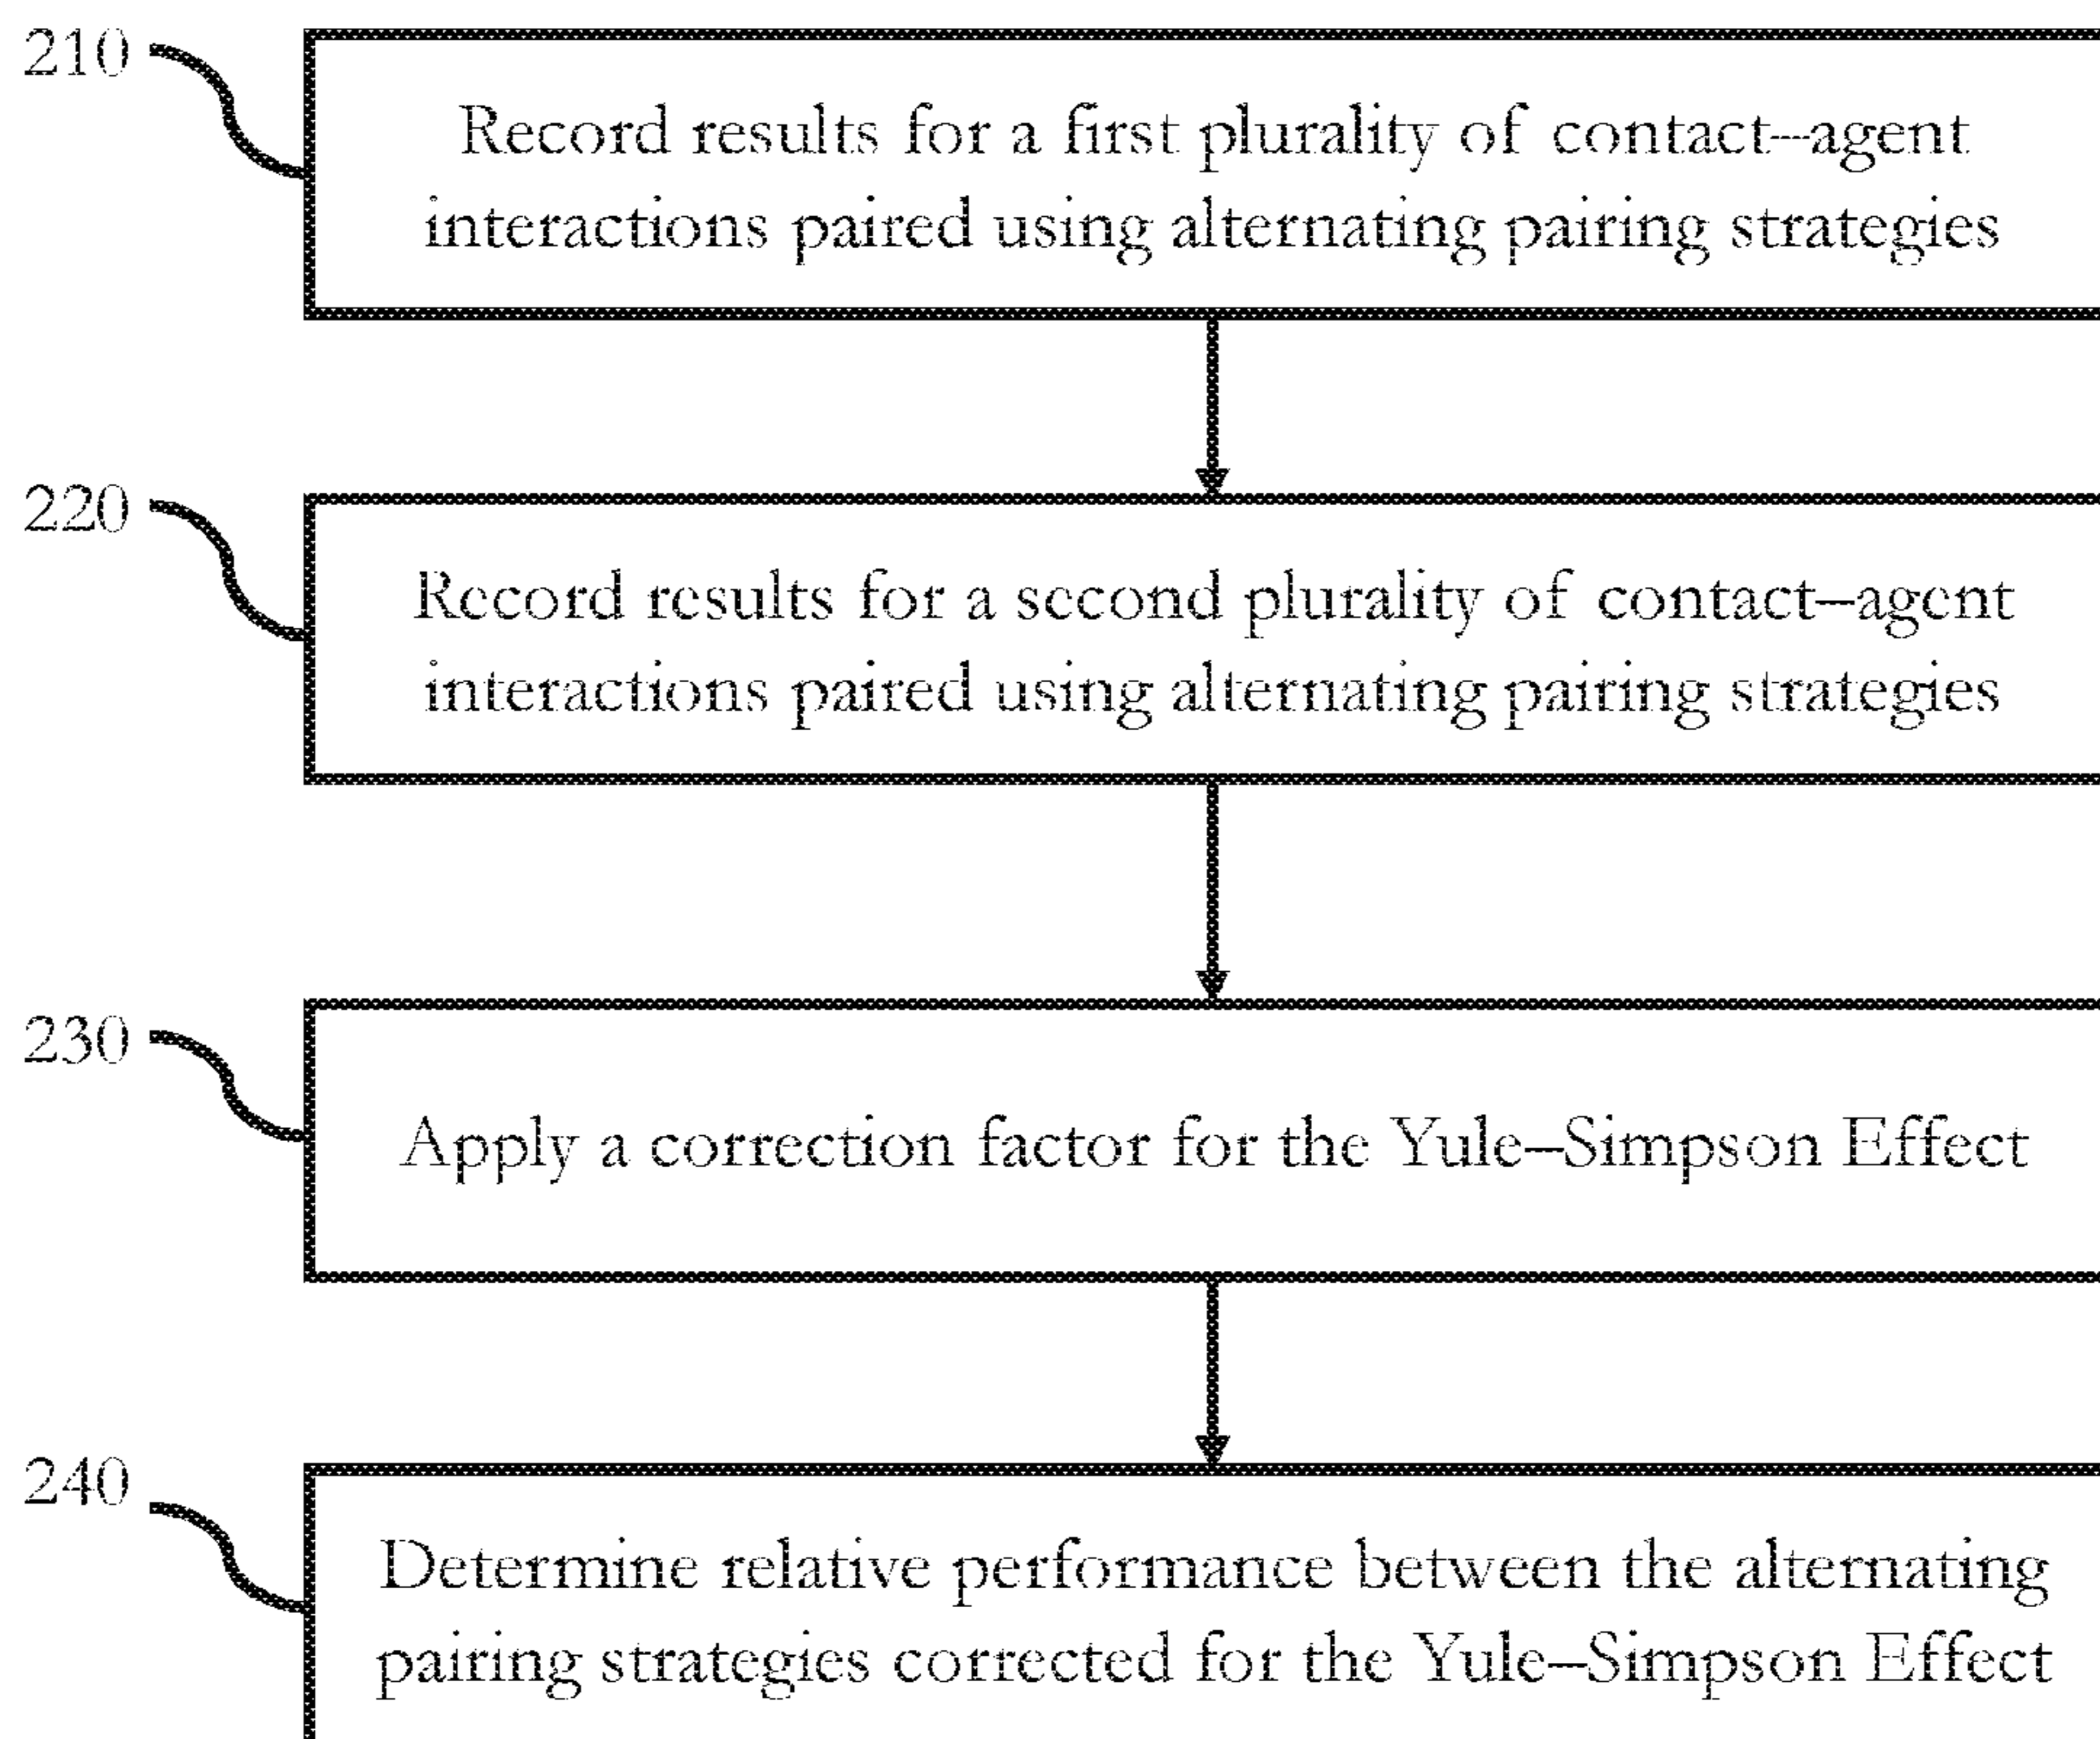 210
Record results for a first plurality of contact–agent
interactions paired using alternating pairing strategies
220
Record results for a second plurality of contact–agent
interactions paired using alternating pairing strategies
230
Apply a correction factor for the Yule–Simpson Effect
240
Determine relative performance between the alternating
pairing strategies corrected for the Yule–Simpson Effect